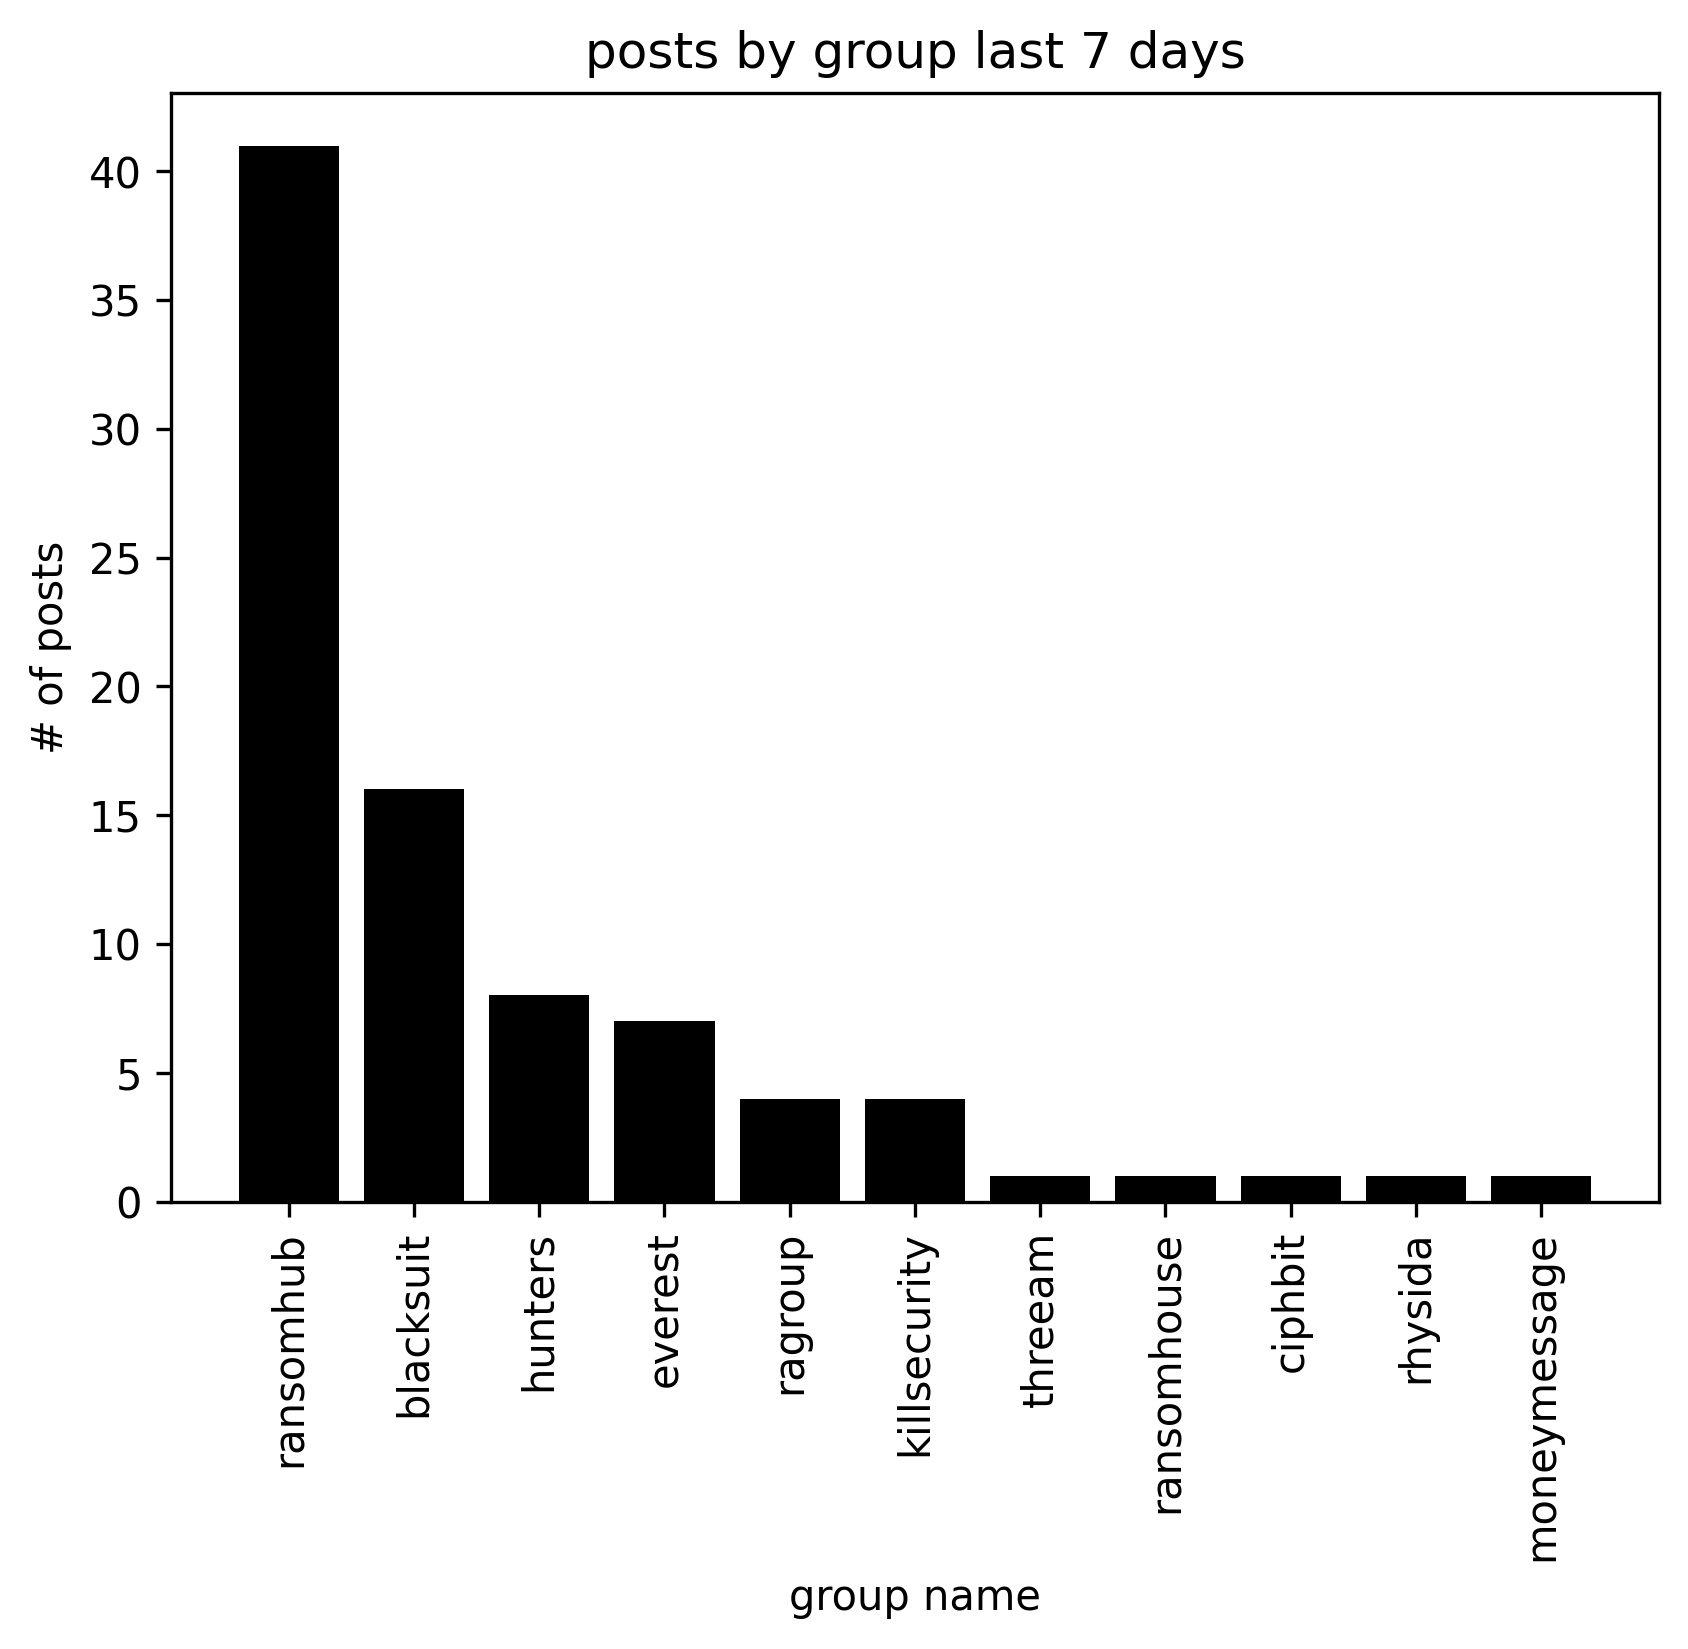 posts by group last 7 days
# of posts
40
35
30
25
20
15
10
5
0
ransomhub
blacksuit
hunters
everest
ragroup
killsecurity
threeam
ransomhouse
ciphbit
rhysida
moneymessage
group name